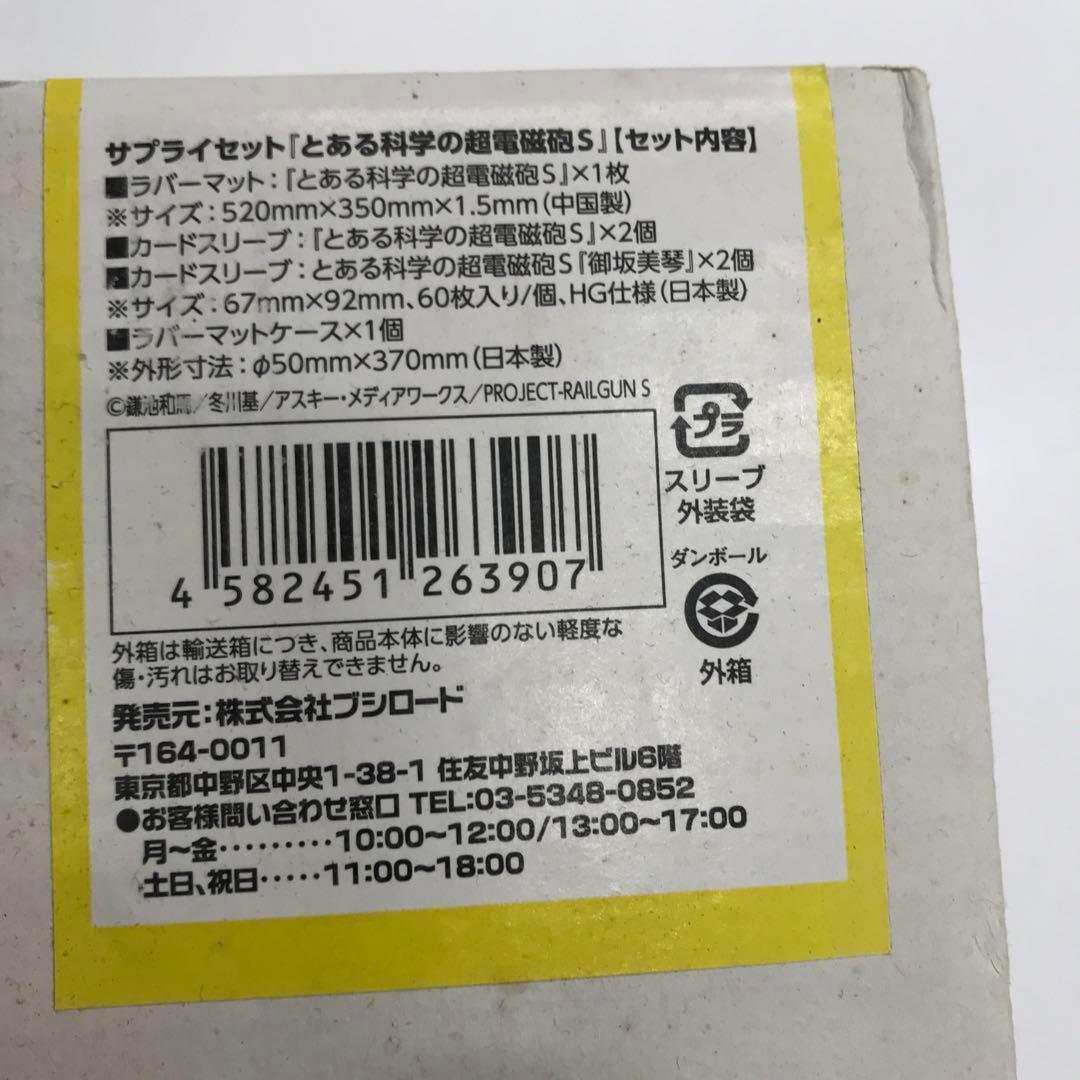 サプライセット『とある科学の超電磁砲S』【セット内容】
■ラバーマット：『とある科学の超電磁砲S』×1枚
※サイズ：520mm×350mm×1.5mm（中国製）
■カードスリーブ：『とある科学の超電磁砲S』×2個
■カードスリーブ：とある科学の超電磁砲S『御坂美琴』×2個
※サイズ：67mm×92mm、60枚入り/個、HG仕様（日本製）
■ラバーマットケース×1個
※外形寸法：φ50mm×370mm（日本製）
©鎌池和馬/冬川基/アスキー・メディアワークス/PROJECT-RAILGUN S
4 582451 263907
プラ
スリーブ
外装袋
ダンボール
外箱
外箱は輸送箱につき、商品本体に影響のない軽度な
傷・汚れはお取り替えできません。
発売元：株式会社ブシロード
〒164-0011
東京都中野区中央1-38-1 住友中野坂上ビル6階
●お客様問い合わせ窓口 TEL:03-5348-0852
月〜金・・・・・・・・・10:00〜12:00/13:00〜17:00
土日、祝日・・・・・11:00〜18:00